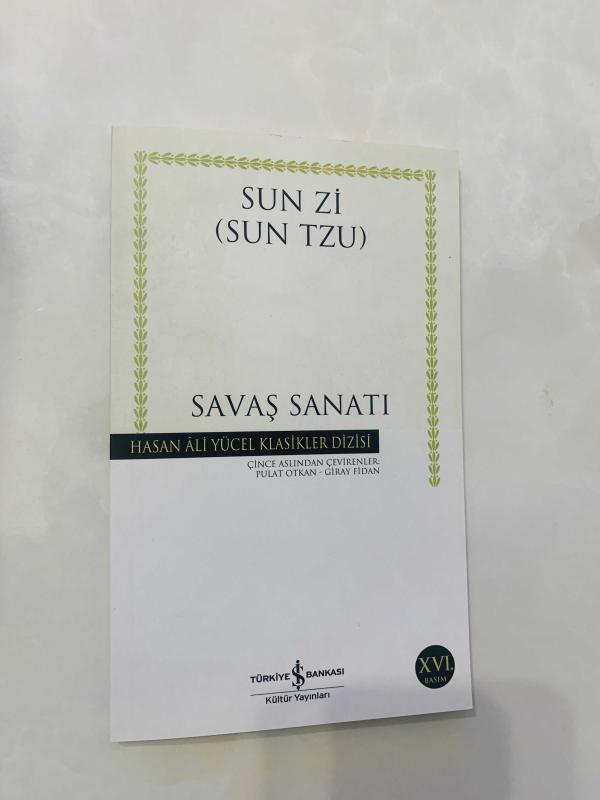 SUN Zİ
(SUN TZU)
SAVAŞ SANATI
HASAN ÂLİ YÜCEL KLASİKLER DİZİSİ
ÇİNCE ASLINDAN ÇEVİRENLER:
PULAT OTKAN - GİRAY FİDAN
XVI.
BASIM
TÜRKİYE İŞ BANKASI
Kültür Yayınları